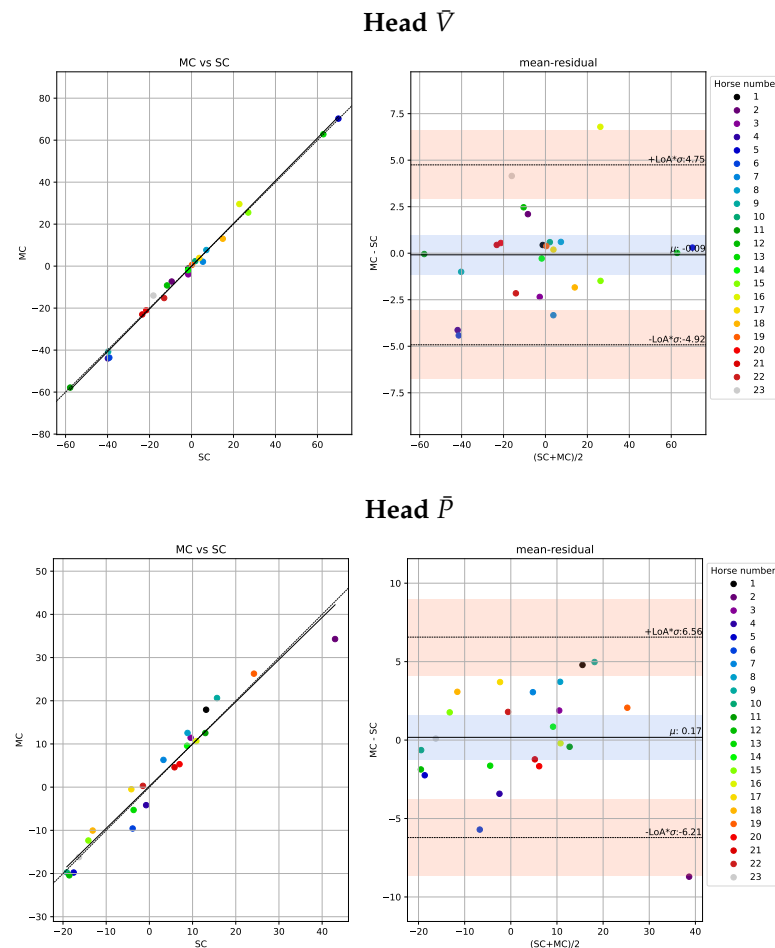 Head V̄
MC vs SC
mean-residual
80
60
40
20
0
−20
−40
−60
−80
MC
−60 −40 −20 0 20 40 60
SC
7.5
5.0
2.5
0.0
−2.5
−5.0
−7.5
MC - SC
+LoA*σ:4.75
μ: -0.09
-LoA*σ:-4.92
−60 −40 −20 0 20 40 60
(SC+MC)/2
Horse number
1
2
3
4
5
6
7
8
9
10
11
12
13
14
15
16
17
18
19
20
21
22
23
Head P̄
MC vs SC
mean-residual
50
40
30
20
10
0
−10
−20
−30
MC
−20 −10 0 10 20 30 40
SC
10
5
0
−5
−10
MC - SC
+LoA*σ:6.56
μ: 0.17
-LoA*σ:-6.21
−20 −10 0 10 20 30 40
(SC+MC)/2
Horse number
1
2
3
4
5
6
7
8
9
10
11
12
13
14
15
16
17
18
19
20
21
22
23